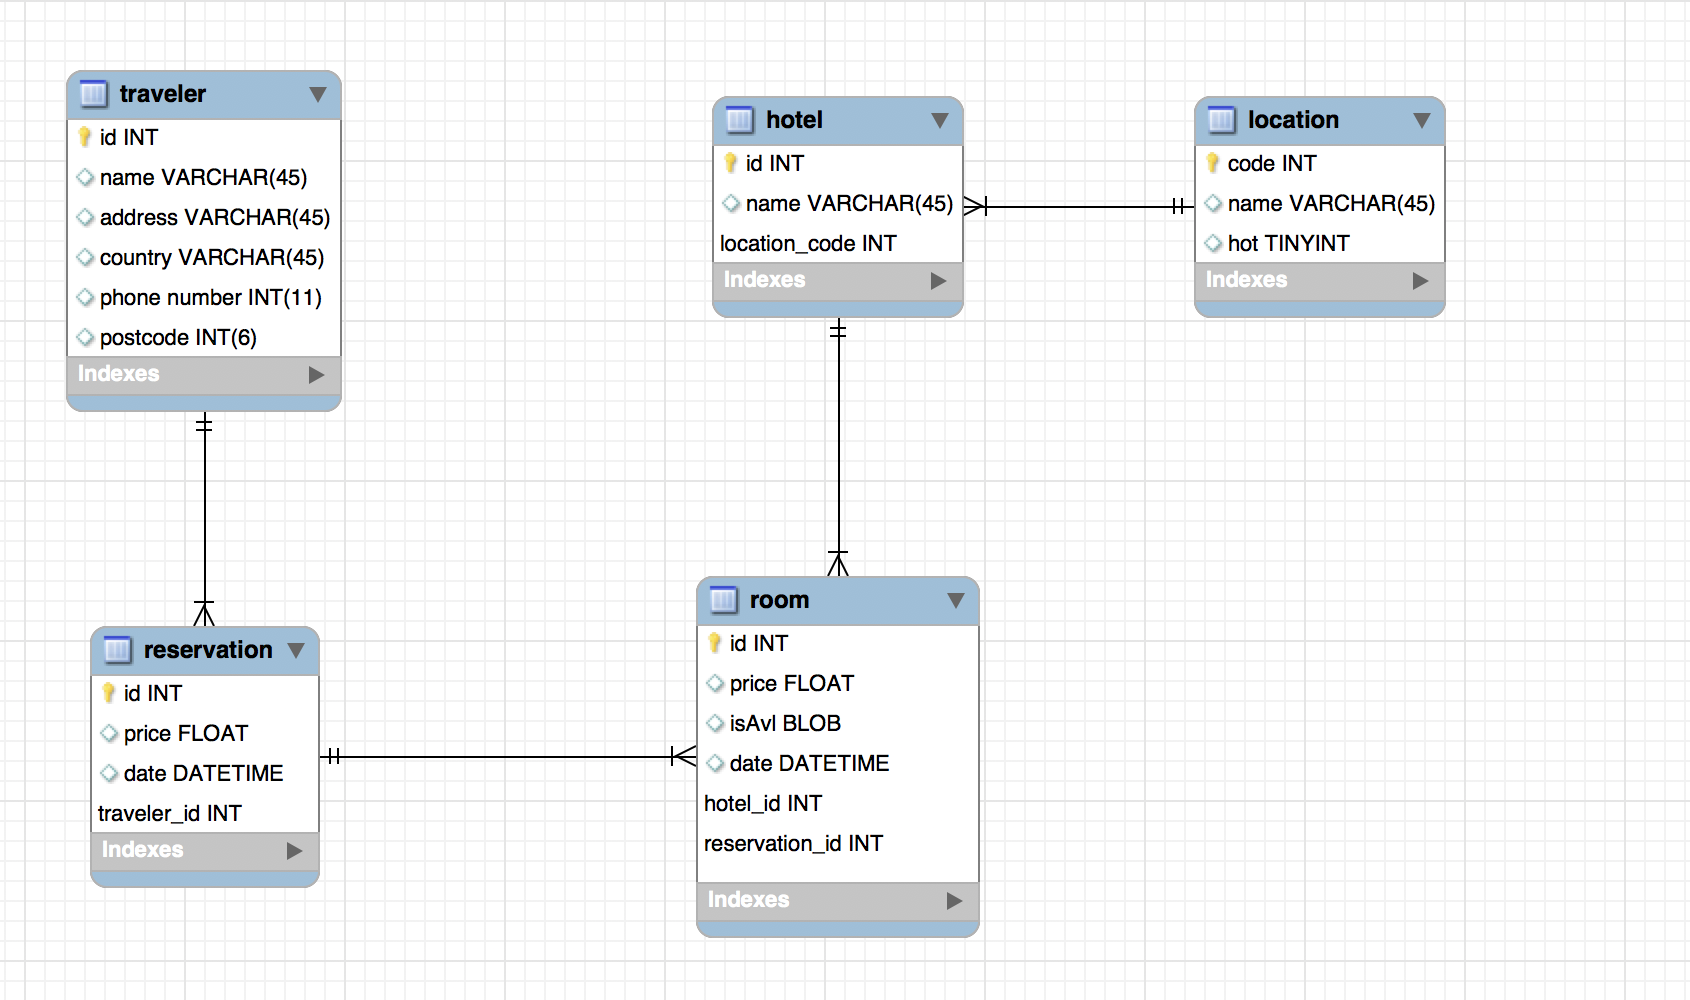 traveler
id INT
name VARCHAR(45)
address VARCHAR(45)
country VARCHAR(45)
phone number INT(11)
postcode INT(6)
Indexes
hotel
id INT
name VARCHAR(45)
location_code INT
Indexes
location
code INT
name VARCHAR(45)
hot TINYINT
Indexes
reservation
id INT
price FLOAT
date DATETIME
traveler_id INT
Indexes
room
id INT
price FLOAT
isAvl BLOB
date DATETIME
hotel_id INT
reservation_id INT
Indexes